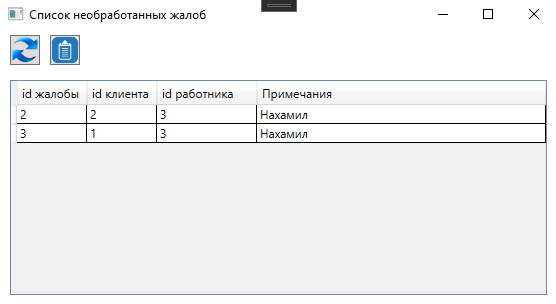 Список необработанных жалоб
id жалобы id клиента id работника Примечания
2 2 3 Нахамил
3 1 3 Нахамил